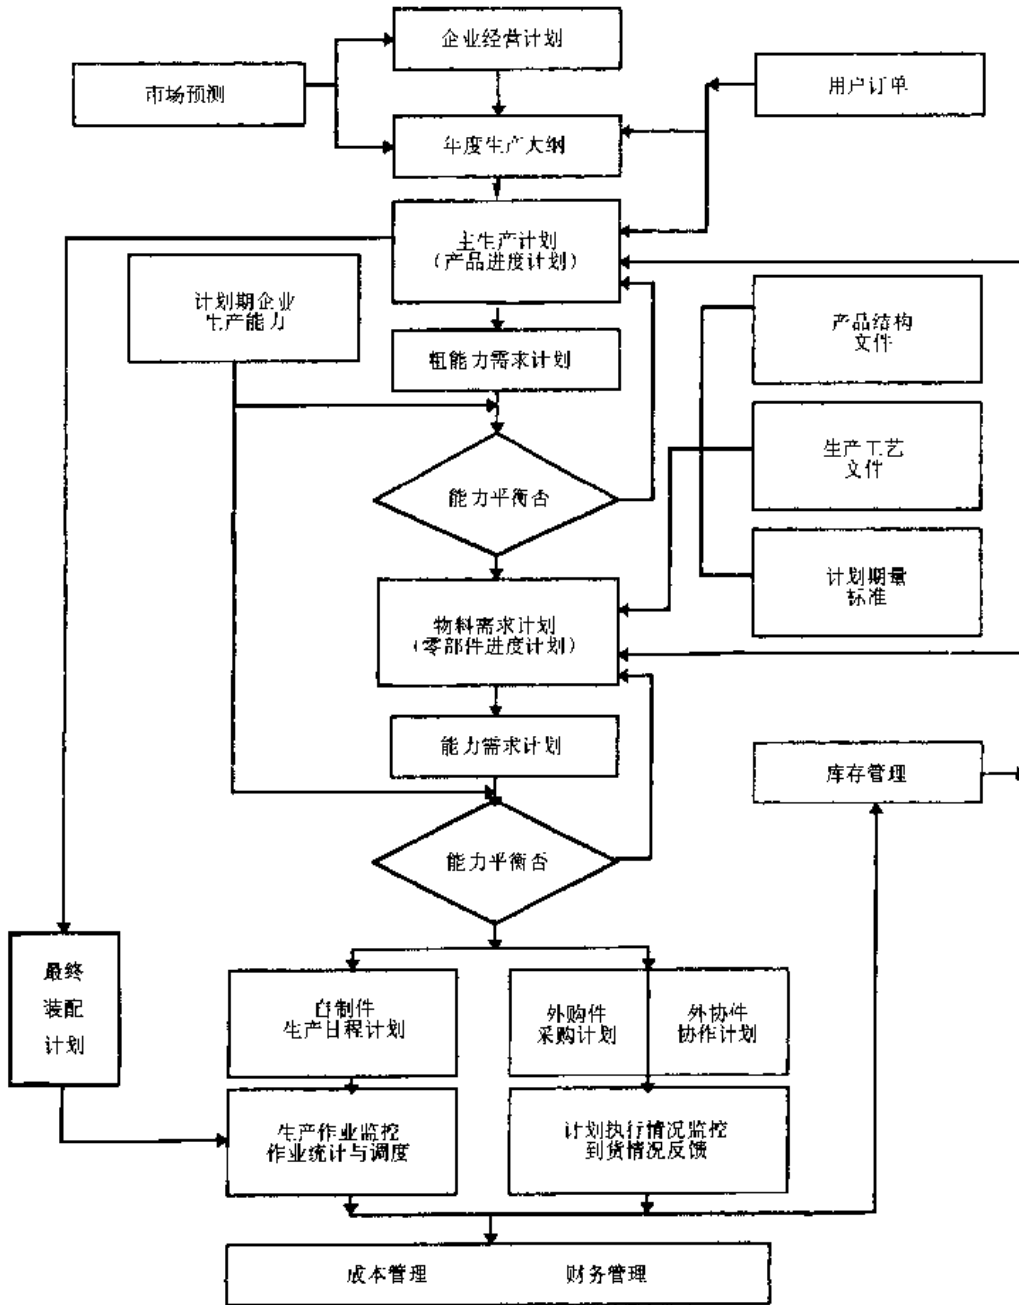 企业经营计划
市场预测
用户订单
年度生产大纲
主生产计划
(产品进度计划)
计划期企业
生产能力
产品结构
文件
粗能力需求计划
生产工艺
文件
能力平衡否
计划期量
标准
物料需求计划
(零部件进度计划)
能力需求计划
库存管理
能力平衡否
最终
装配
计划
自制件
生产日程计划
外购件
采购计划
外协件
协作计划
生产作业监控
作业统计与调度
计划执行情况监控
到货情况反馈
成本管理 财务管理